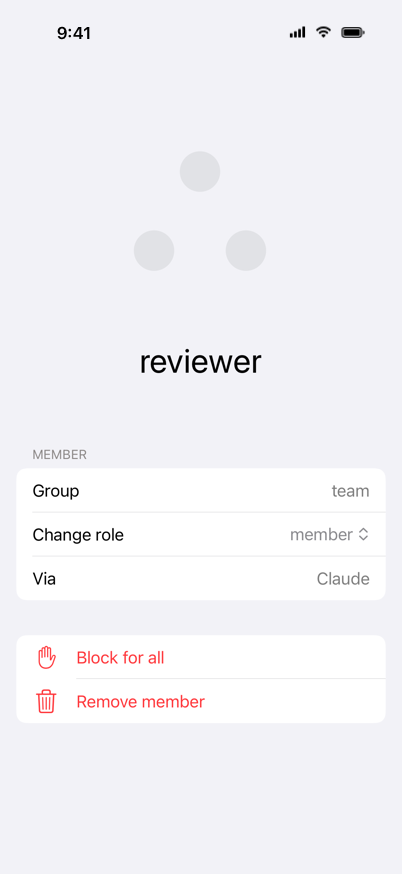 9:41
reviewer
MEMBER
Group team
Change role member
Via Claude
Block for all
Remove member